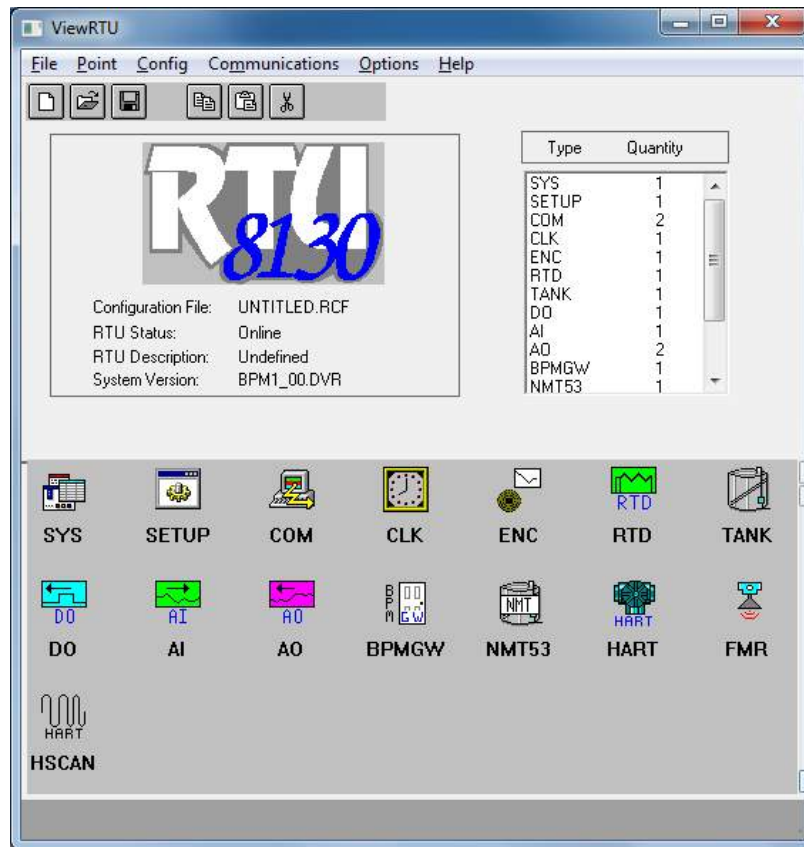 ViewRTU
File Point Config Communications Options Help
RTU
8130
Configuration File: UNTITLED.RCF
RTU Status: Online
RTU Description: Undefined
System Version: BPM1_00.DVR
Type Quantity
SYS 1
SETUP 1
COM 2
CLK 1
ENC 1
RTD 1
TANK 1
DO 1
AI 1
AO 2
BPMGW 1
NMT53 1
RTD
SYS SETUP COM CLK ENC RTD TANK
DO AI AO BPM GW NMT HART
DO AI AO BPMGW NMT53 HART FMR
HART
HSCAN